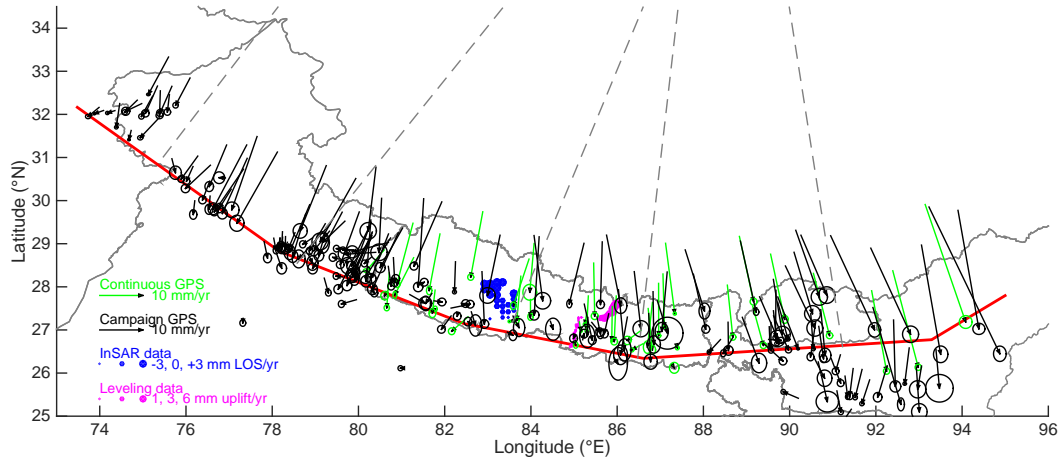 34
33
32
31
30
29
28
27
26
25
Latitude (°N)
Continuous GPS
10 mm/yr
Campaign GPS
10 mm/yr
InSAR data
-3, 0, +3 mm LOS/yr
Leveling data
1, 3, 6 mm uplift/yr
74 76 78 80 82 84 86 88 90 92 94 96
Longitude (°E)